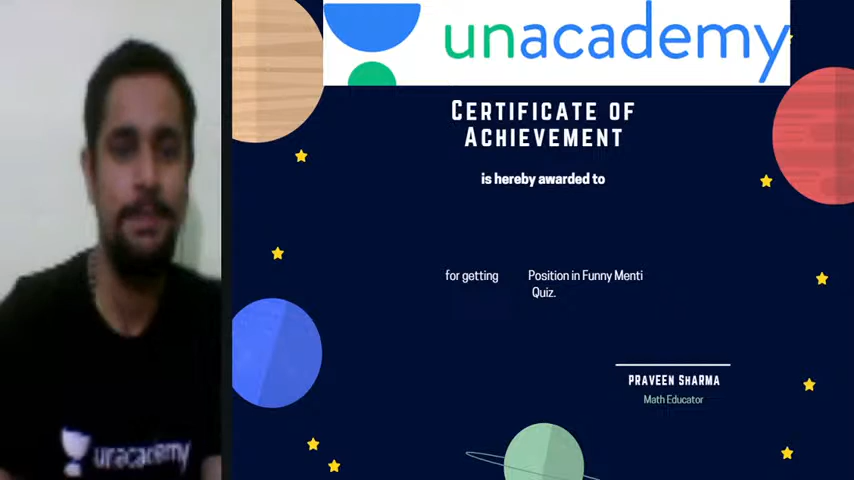 unacademy
CERTIFICATE OF
ACHIEVEMENT
is hereby awarded to
for getting Position in Funny Menti
Quiz.
PRAVEEN SHARMA
Math Educator
unacademy